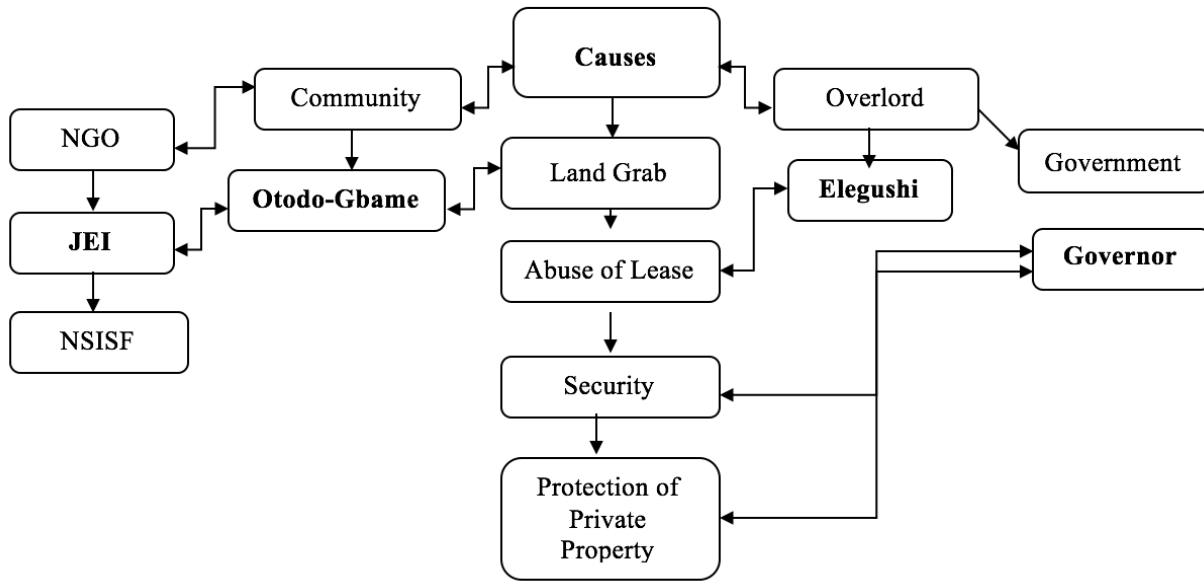 Causes
Community
Overlord
NGO
Government
Land Grab
Otodo-Gbame
Elegushi
JEI
Abuse of Lease
Governor
NSISF
Security
Protection of
Private
Property